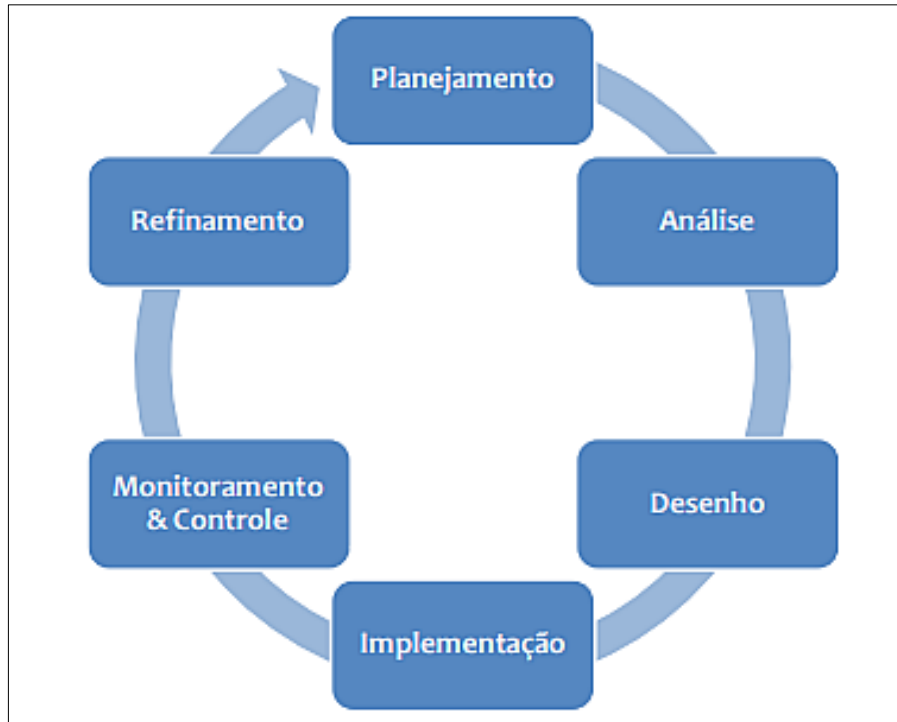 Planejamento
Análise
Desenho
Implementação
Monitoramento
& Controle
Refinamento